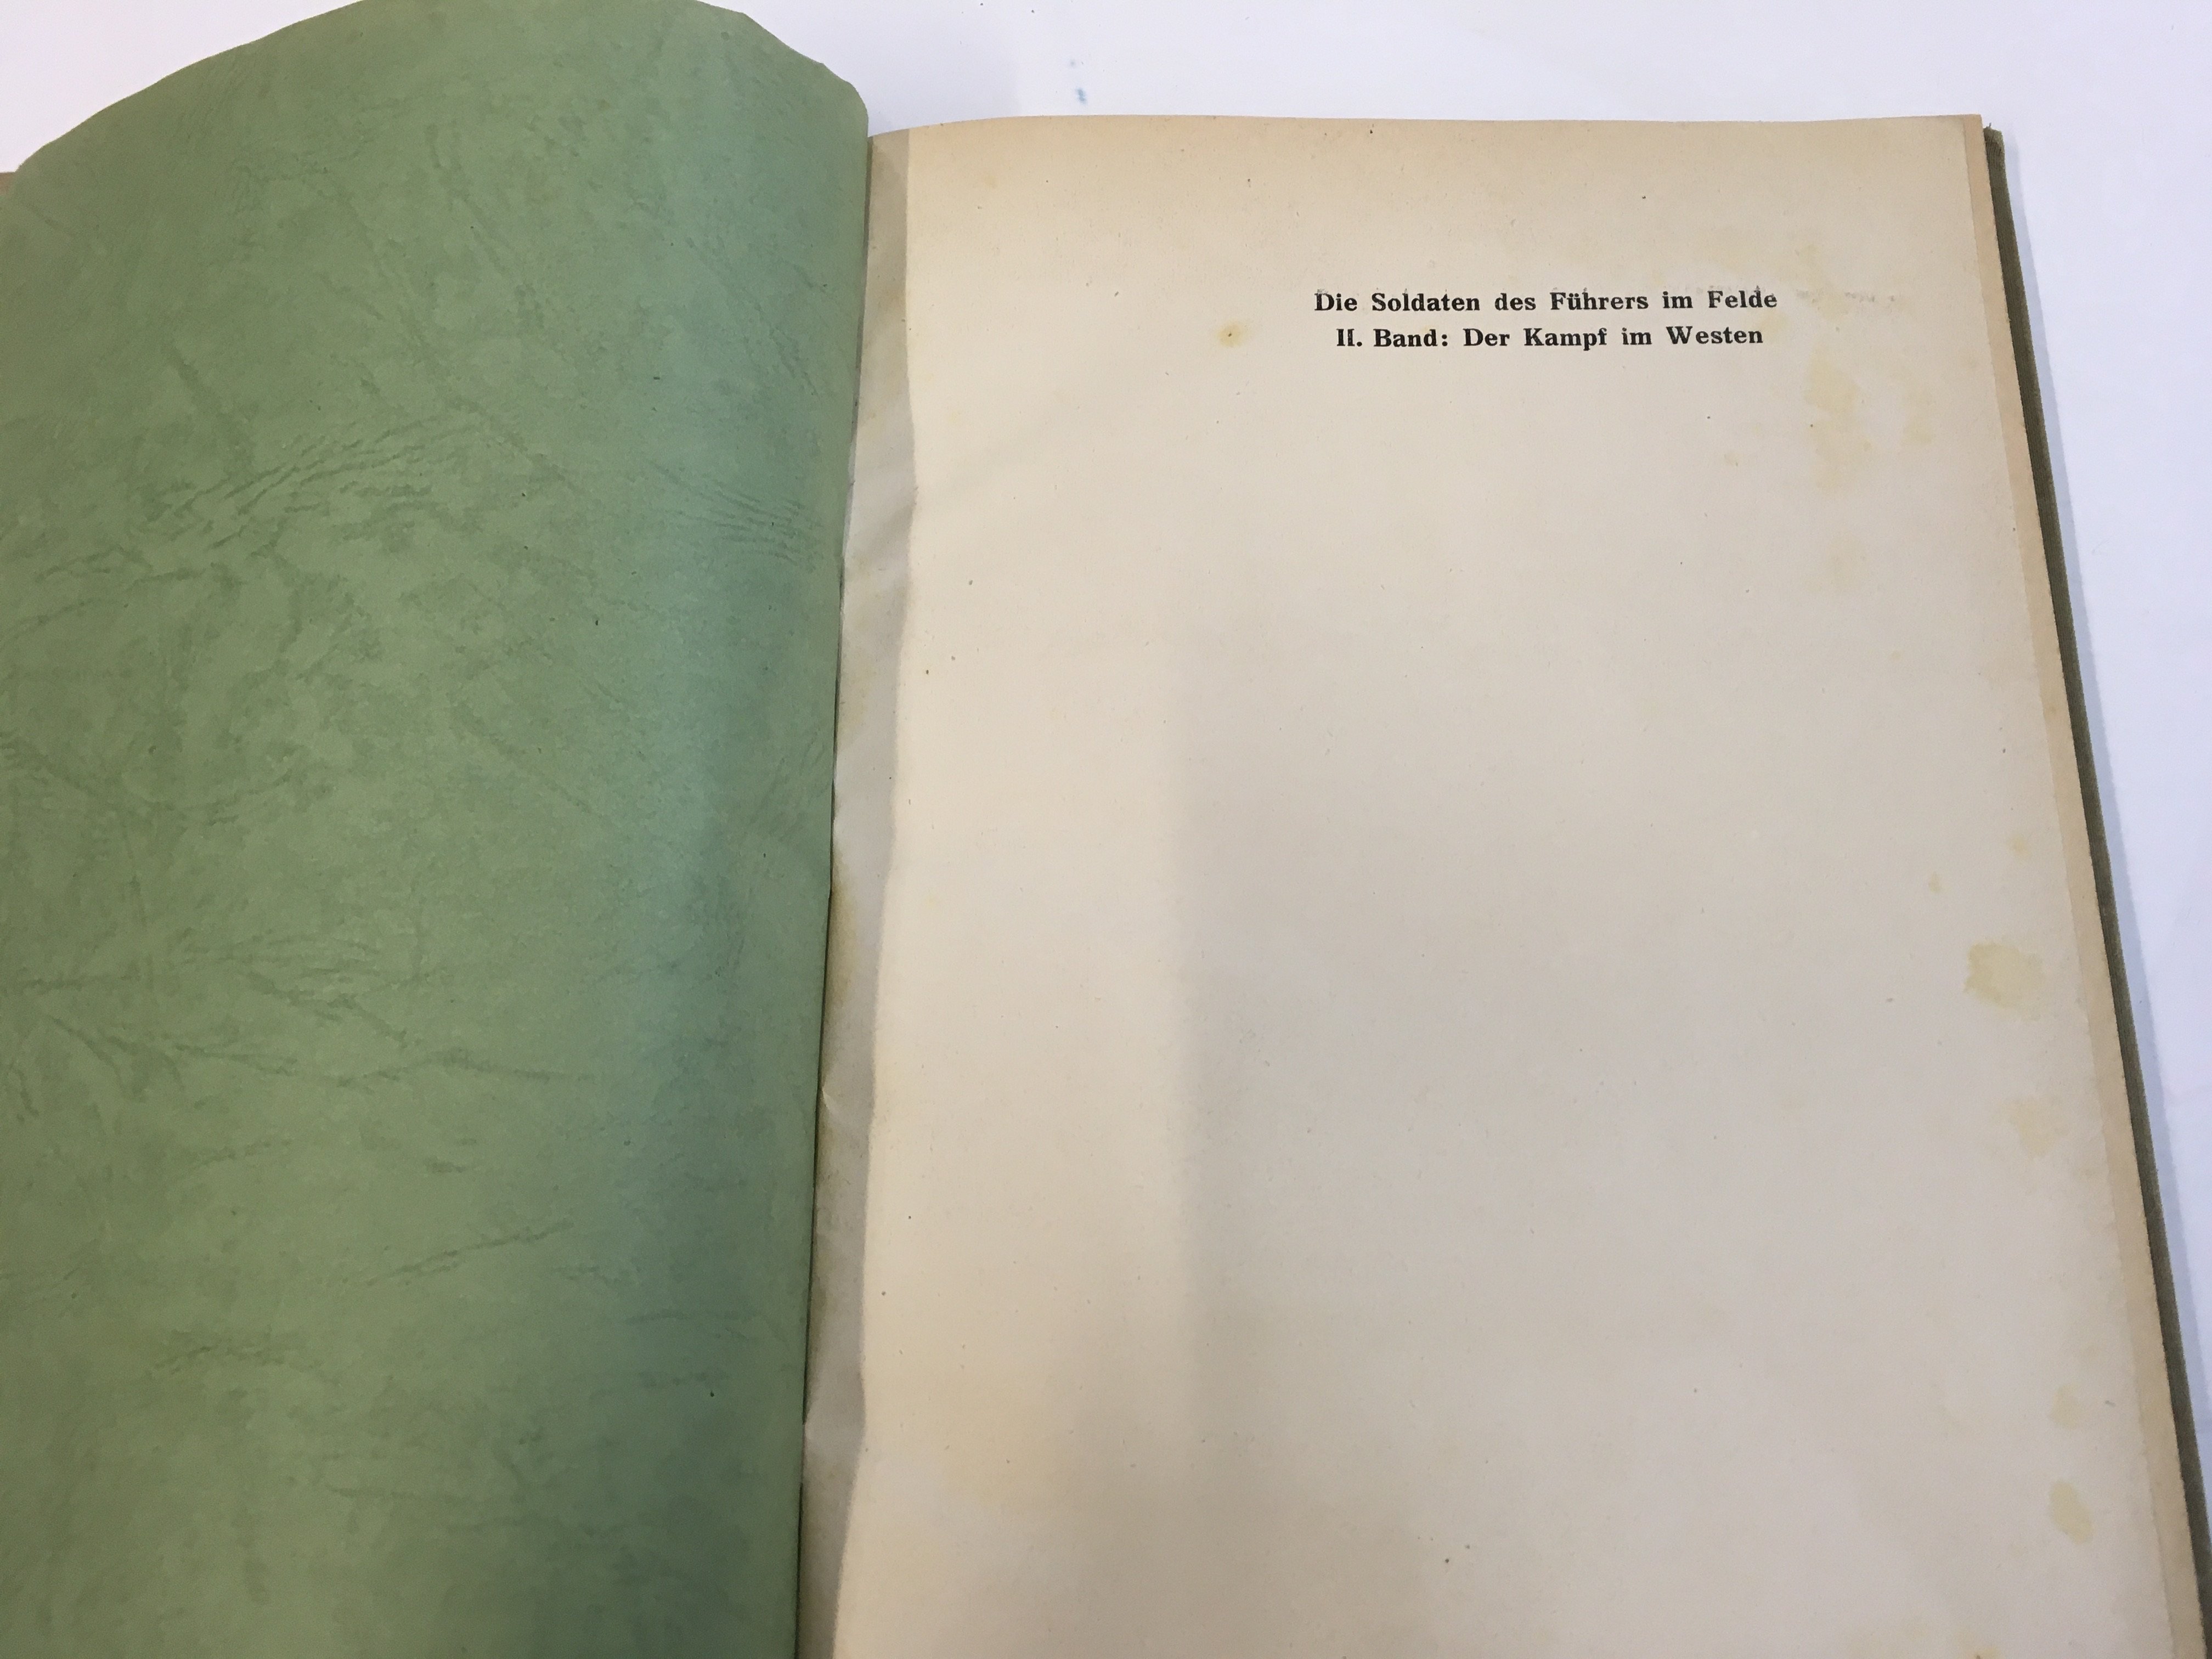 Die Soldaten des Führers im Felde
II. Band: Der Kampf im Westen